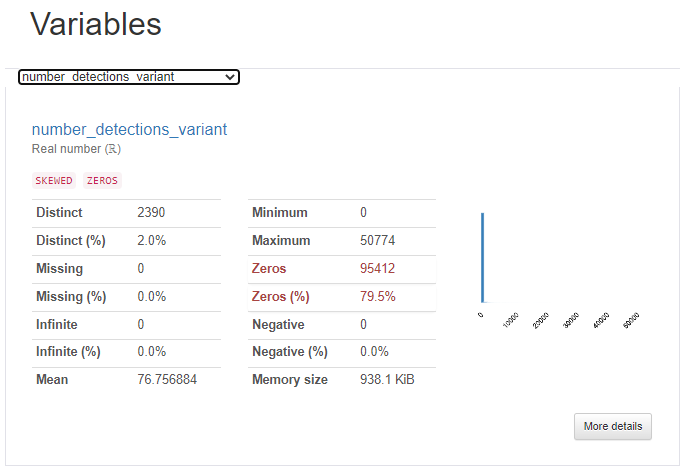 Variables
number_detections_variant
number_detections_variant
Real number (ℝ)
SKEWED ZEROS
Distinct 2390
Distinct (%) 2.0%
Missing 0
Missing (%) 0.0%
Infinite 0
Infinite (%) 0.0%
Mean 76.756884
Minimum 0
Maximum 50774
Zeros 95412
Zeros (%) 79.5%
Negative 0
Negative (%) 0.0%
Memory size 938.1 KiB
0 10000 20000 30000 40000 50000
More details